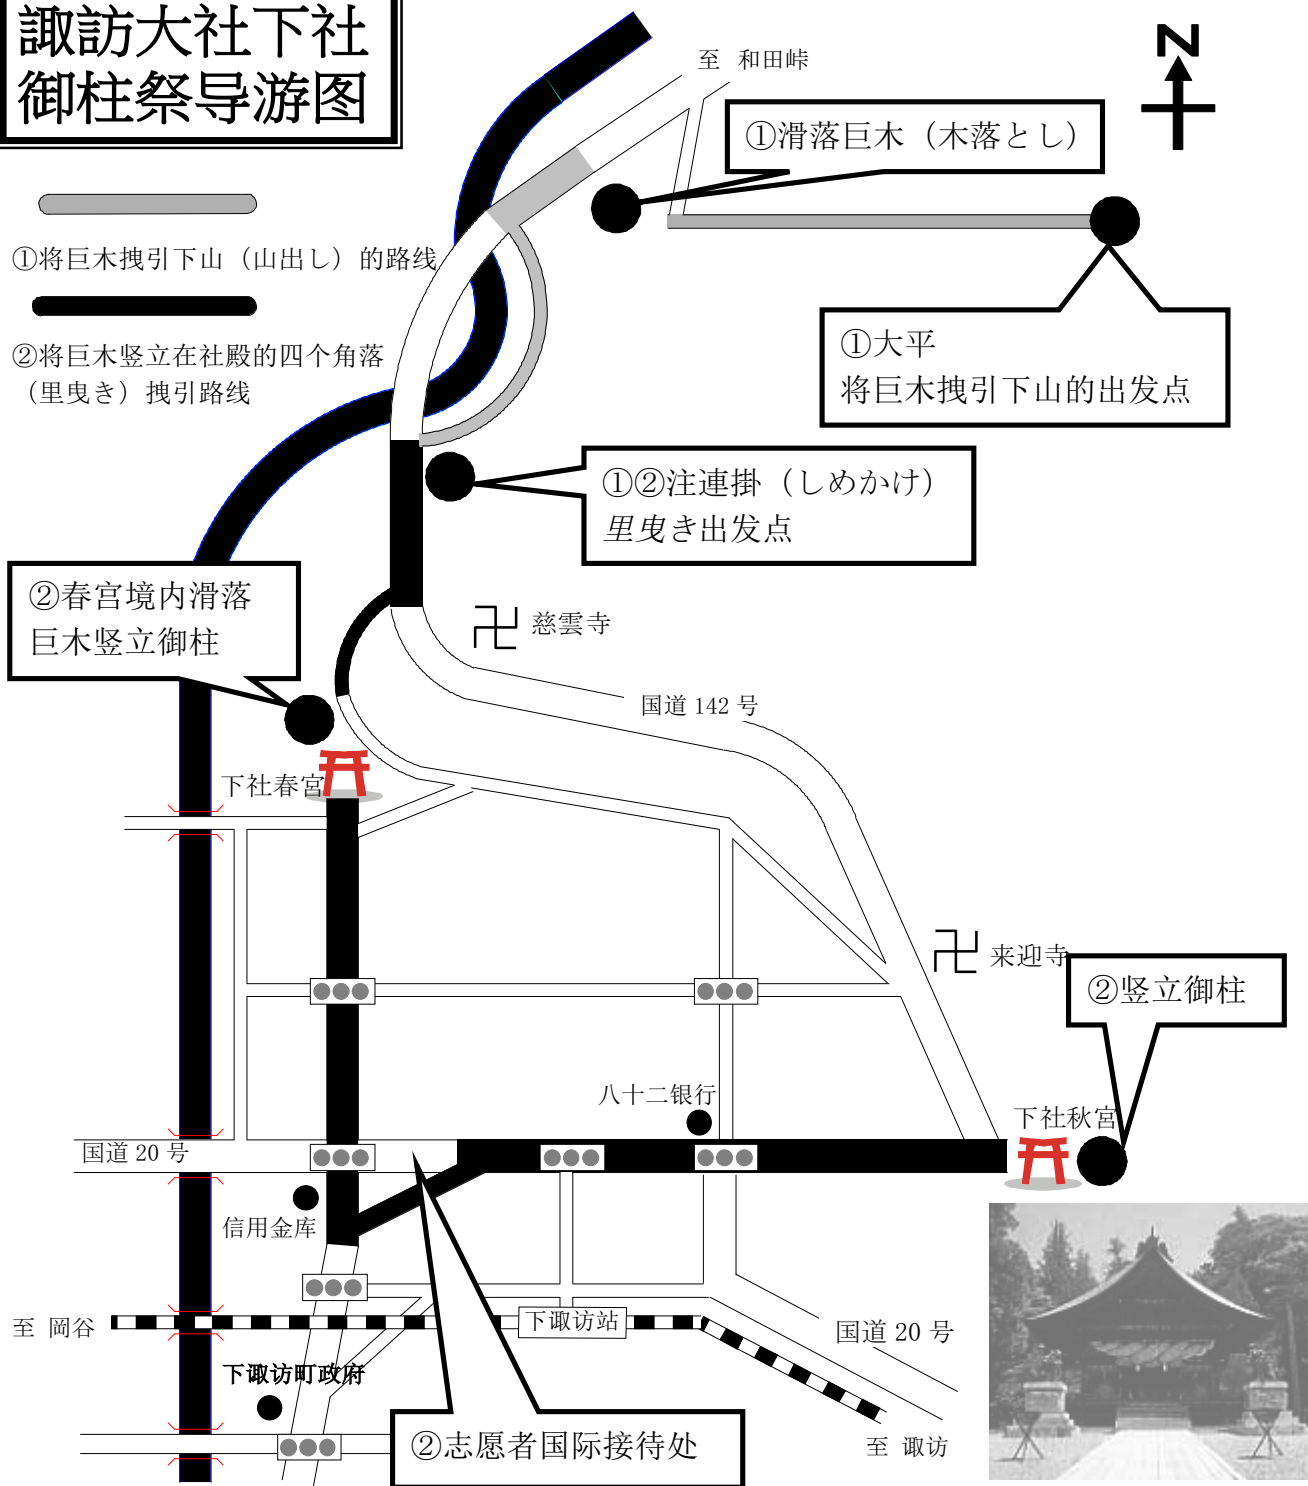 諏訪大社下社
御柱祭导游图
N
至 和田峠
①滑落巨木（木落とし）
①将巨木拽引下山（山出し）的路线
②将巨木竖立在社殿的四个角落
（里曳き）拽引路线
①大平
将巨木拽引下山的出发点
①②注連掛（しめかけ）
里曳き出发点
②春宫境内滑落
巨木竖立御柱
慈雲寺
国道 142 号
下社春宮
来迎寺
②竖立御柱
八十二银行
下社秋宮
国道 20 号
信用金库
至 岡谷
下诹访站
国道 20 号
下诹访町政府
②志愿者国际接待处
至 诹访